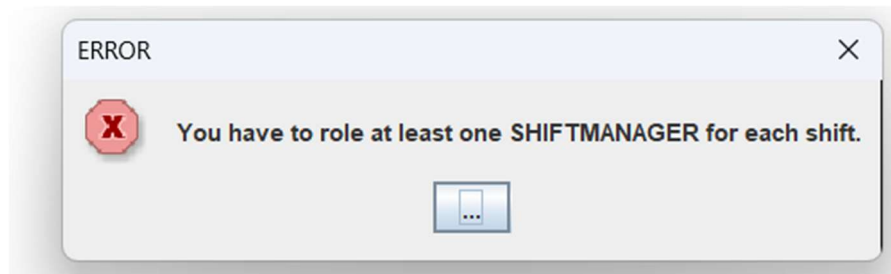 ERROR
You have to role at least one SHIFTMANAGER for each shift.
...